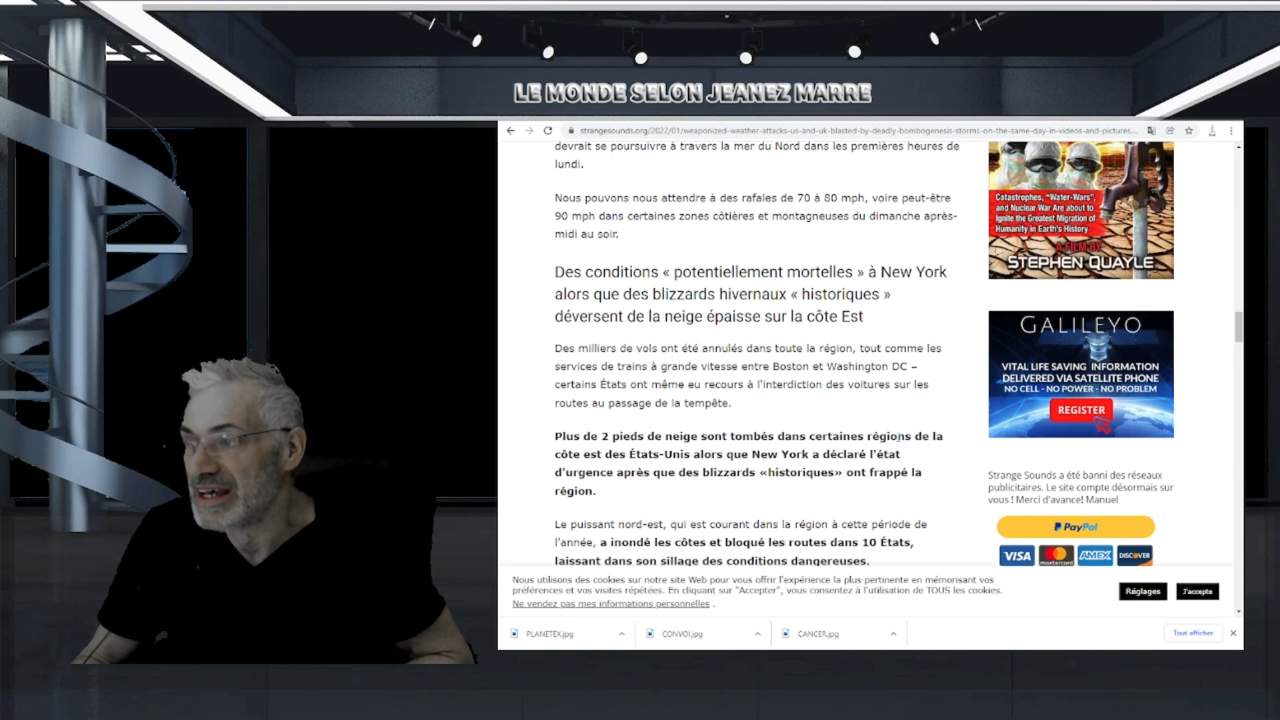 LE MONDE SELON JEANEZ MARRE
strangesounds.org/2022/01/weaponized-weather-attacks-us-and-uk-blasted-by-deadly-bombogenesis-storms-on-the-same-day-in-videos-and-pictures...
devrait se poursuivre à travers la mer du Nord dans les premières heures de
lundi.
Nous pouvons nous attendre à des rafales de 70 à 80 mph, voire peut-être
90 mph dans certaines zones côtières et montagneuses du dimanche après-
midi au soir.
Des conditions « potentiellement mortelles » à New York
alors que des blizzards hivernaux « historiques »
déversent de la neige épaisse sur la côte Est
Des milliers de vols ont été annulés dans toute la région, tout comme les
services de trains à grande vitesse entre Boston et Washington DC –
certains États ont même eu recours à l'interdiction des voitures sur les
routes au passage de la tempête.
Plus de 2 pieds de neige sont tombés dans certaines régions de la
côte est des États-Unis alors que New York a déclaré l'état
d'urgence après que des blizzards «historiques» ont frappé la
région.
Le puissant nord-est, qui est courant dans la région à cette période de
l'année, a inondé les côtes et bloqué les routes dans 10 États,
laissant dans son sillage des conditions dangereuses.
Catastrophes, "Water-Wars",
and Nuclear War Are about to
Ignite the Greatest Migration of
Humanity in Earth's History
A FILM BY
STEPHEN QUAYLE
GALILEYO
VITAL LIFE SAVING INFORMATION
DELIVERED VIA SATELLITE PHONE
NO CELL - NO POWER - NO PROBLEM
REGISTER
Strange Sounds a été banni des réseaux
publicitaires. Le site compte désormais sur
vous ! Merci d'avance! Manuel
PayPal
VISA mastercard AMEX DISCOVER
Nous utilisons des cookies sur notre site Web pour vous offrir l'expérience la plus pertinente en mémorisant vos
préférences et vos visites répétées. En cliquant sur "Accepter", vous consentez à l'utilisation de TOUS les cookies.
Ne vendez pas mes informations personnelles .
Réglages
J'accepte
PLANETEX.jpg
CONVOI.jpg
CANCER.jpg
Tout afficher